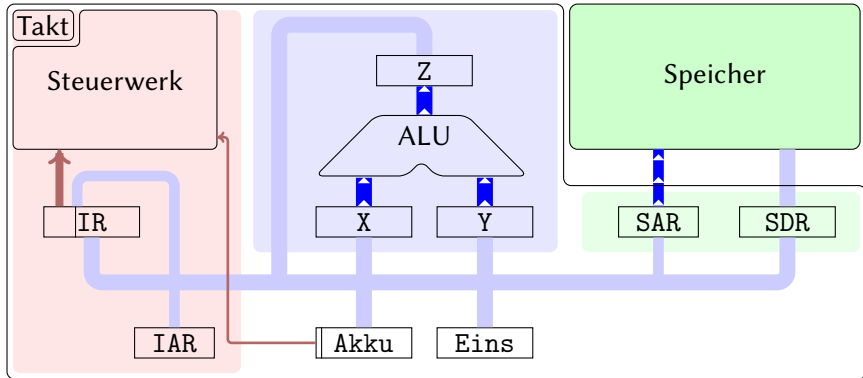 Takt
Steuerwerk
Z
ALU
Speicher
IR
X
Y
SAR
SDR
IAR
Akku
Eins